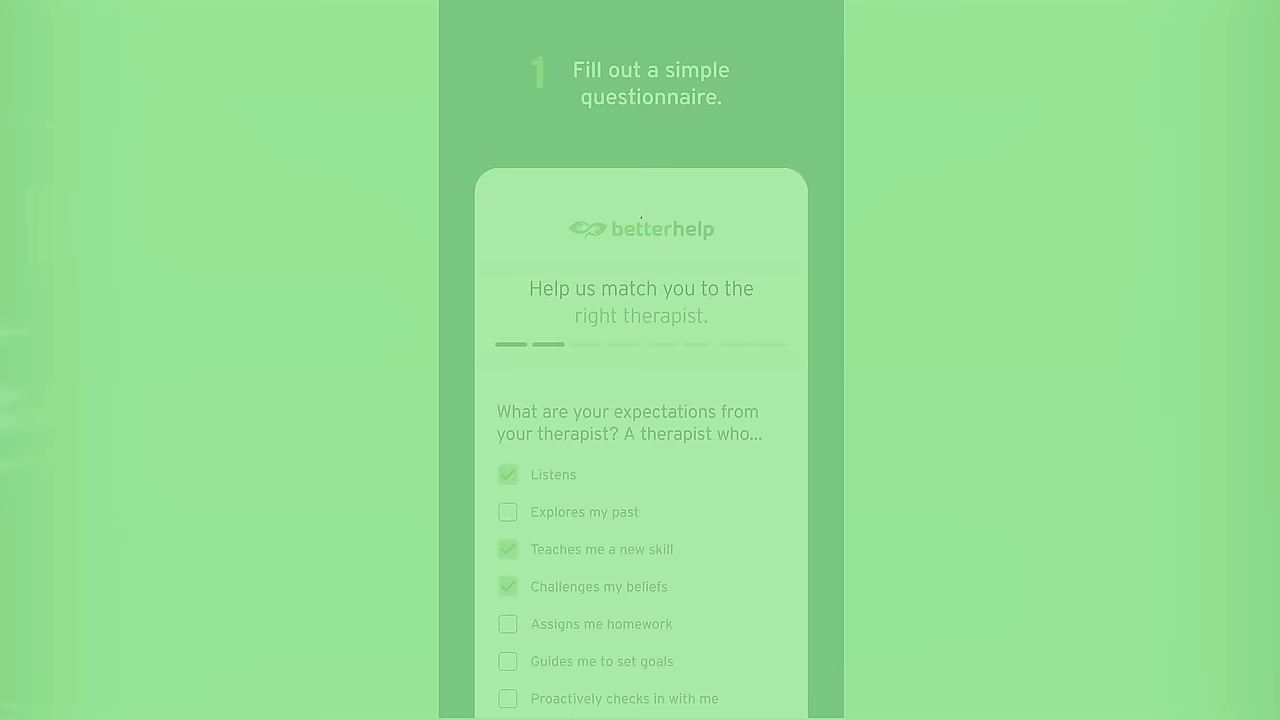 1 Fill out a simple
questionnaire.
betterhelp
Help us match you to the
right therapist.
What are your expectations from
your therapist? A therapist who...
Listens
Explores my past
Teaches me a new skill
Challenges my beliefs
Assigns me homework
Guides me to set goals
Proactively checks in with me